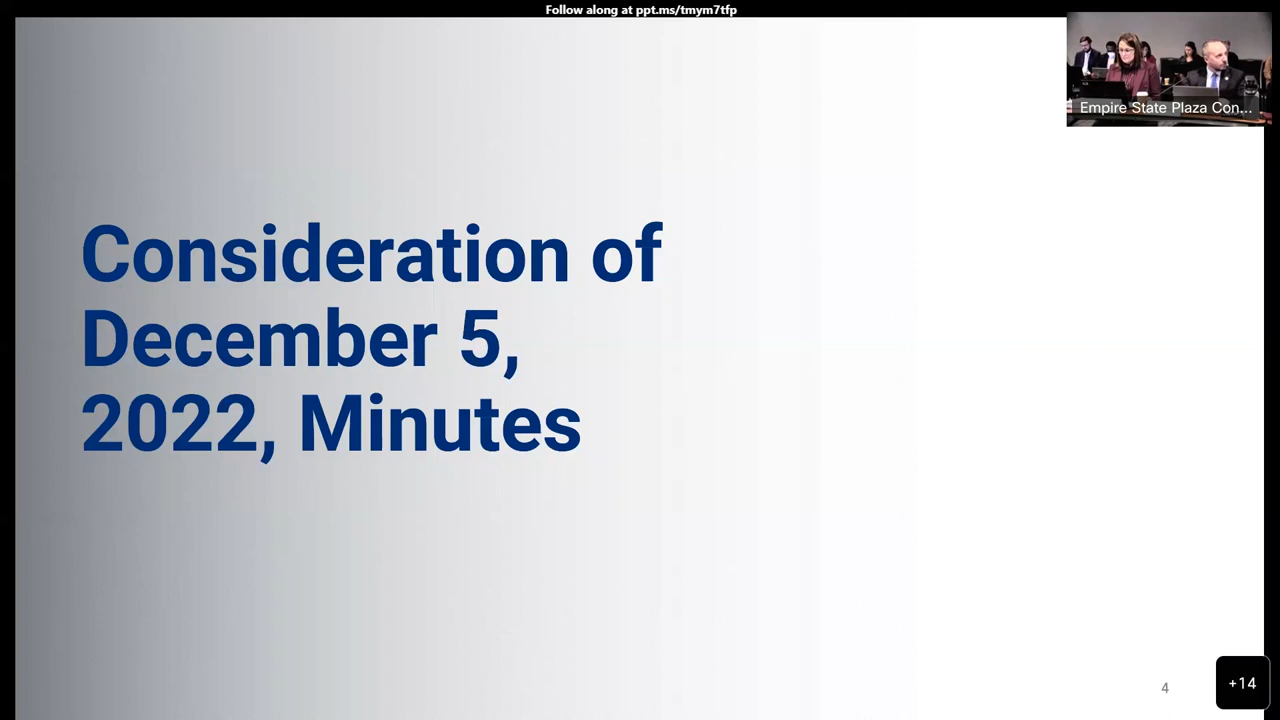 Follow along at ppt.ms/tmym7tfp
Empire State Plaza Con...
Consideration of
December 5,
2022, Minutes
4
+14